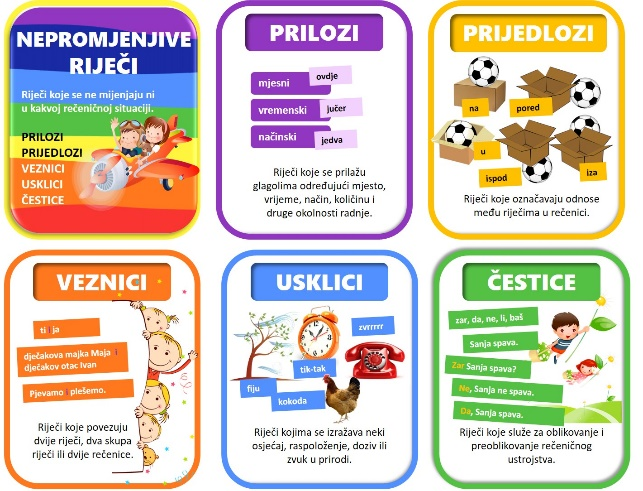 NEPROMJENJIVE
RIJEČI
Riječi koje se ne mijenjaju ni
u kakvoj rečeničnoj situaciji.
PRILOZI
PRIJEDLOZI
VEZNICI
USKLICI
ČESTICE
PRILOZI
mjesni
ovdje
vremenski
jučer
načinski
jedva
Riječi koje se prilažu
glagolima određujući mjesto,
vrijeme, način, količinu i
druge okolnosti radnje.
PRIJEDLOZI
na
pored
u
ispod
iza
Riječi koje označavaju odnose
među riječima u rečenici.
VEZNICI
ti i ja
dječakova majka Maja i
dječakov otac Ivan
Pjevamo i plešemo.
Riječi koje povezuju
dvije riječi, dva skupa
riječi ili dvije rečenice.
USKLICI
zvrrrrr
tik-tak
fiju
kokoda
Riječi kojima se izražava neki
osjećaj, raspoloženje, doziv ili
zvuk u prirodi.
ČESTICE
zar, da, ne, li, baš
Sanja spava.
Zar Sanja spava?
Ne, Sanja ne spava.
Da, Sanja spava.
Riječi koje služe za oblikovanje i
preoblikovanje rečeničnog
ustrojstva.